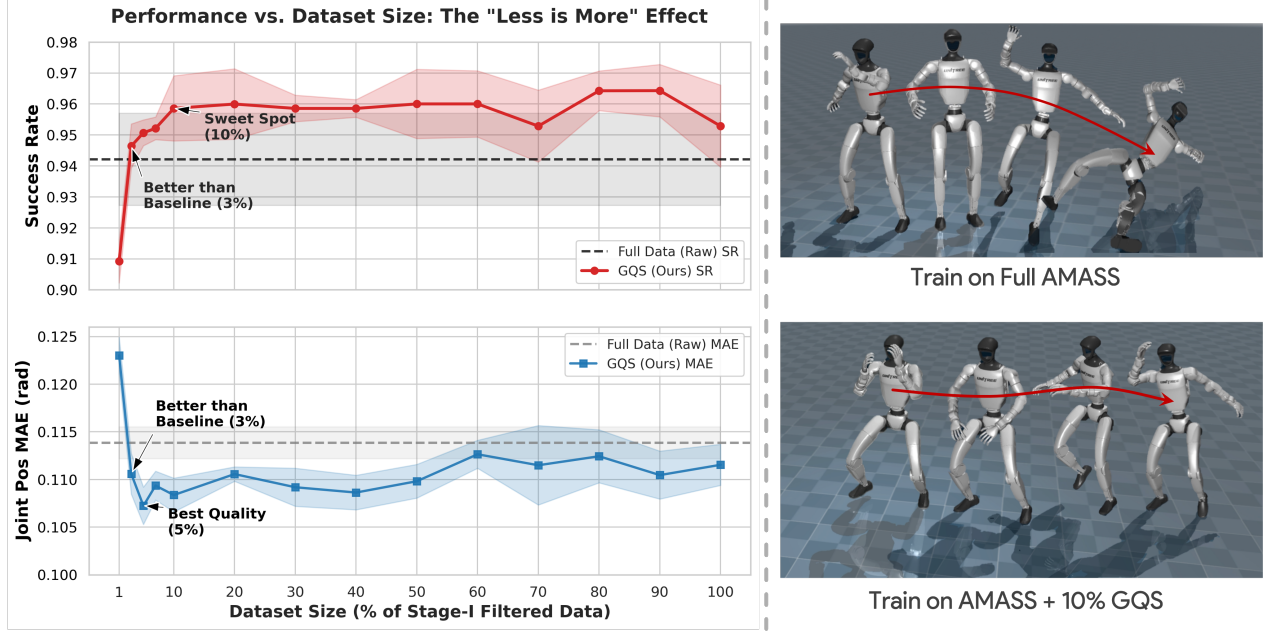 Performance vs. Dataset Size: The "Less is More" Effect
0.98
0.97
0.96
0.95
0.94
0.93
0.92
0.91
0.90
Success Rate
Sweet Spot
(10%)
Better than
Baseline (3%)
Full Data (Raw) SR
GQS (Ours) SR
0.125
0.120
0.115
0.110
0.105
0.100
Joint Pos MAE (rad)
Better than
Baseline (3%)
Best Quality
(5%)
Full Data (Raw) MAE
GQS (Ours) MAE
1 10 20 30 40 50 60 70 80 90 100
Dataset Size (% of Stage-I Filtered Data)
Train on Full AMASS
Train on AMASS + 10% GQS